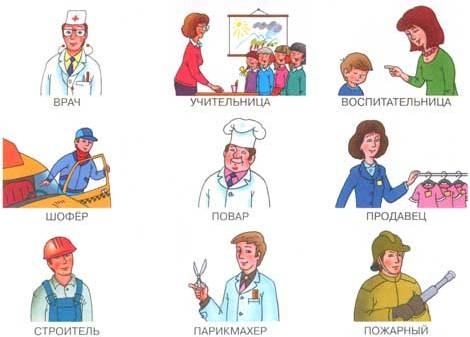 ВРАЧ
УЧИТЕЛЬНИЦА
ВОСПИТАТЕЛЬНИЦА
ШОФЁР
ПОВАР
ПРОДАВЕЦ
СТРОИТЕЛЬ
ПАРИКМАХЕР
ПОЖАРНЫЙ